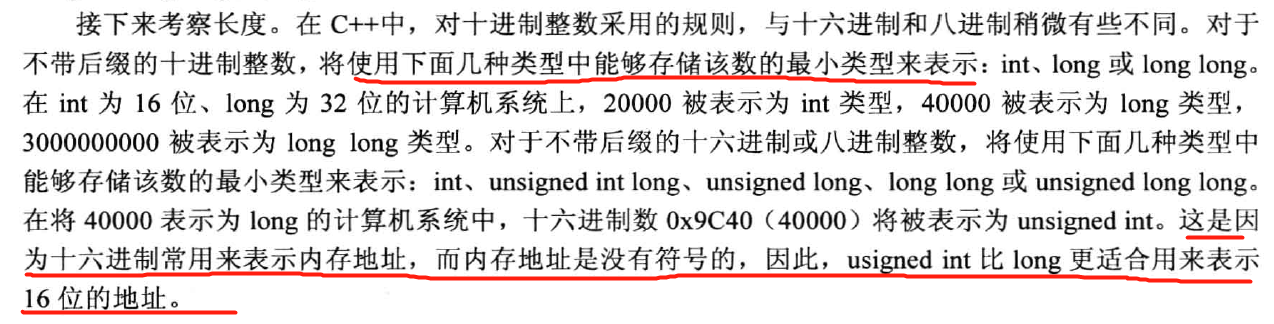 接下来考察长度。在 C++中，对十进制整数采用的规则，与十六进制和八进制稍微有些不同。对于
不带后缀的十进制整数，将使用下面几种类型中能够存储该数的最小类型来表示：int、long 或 long long。
在 int 为 16 位、long 为 32 位的计算机系统上，20000 被表示为 int 类型，40000 被表示为 long 类型，
3000000000 被表示为 long long 类型。对于不带后缀的十六进制或八进制整数，将使用下面几种类型中
能够存储该数的最小类型来表示：int、unsigned int long、unsigned long、long long 或 unsigned long long。
在将 40000 表示为 long 的计算机系统中，十六进制数 0x9C40（40000）将被表示为 unsigned int。这是因
为十六进制常用来表示内存地址，而内存地址是没有符号的，因此，usigned int 比 long 更适合用来表示
16 位的地址。